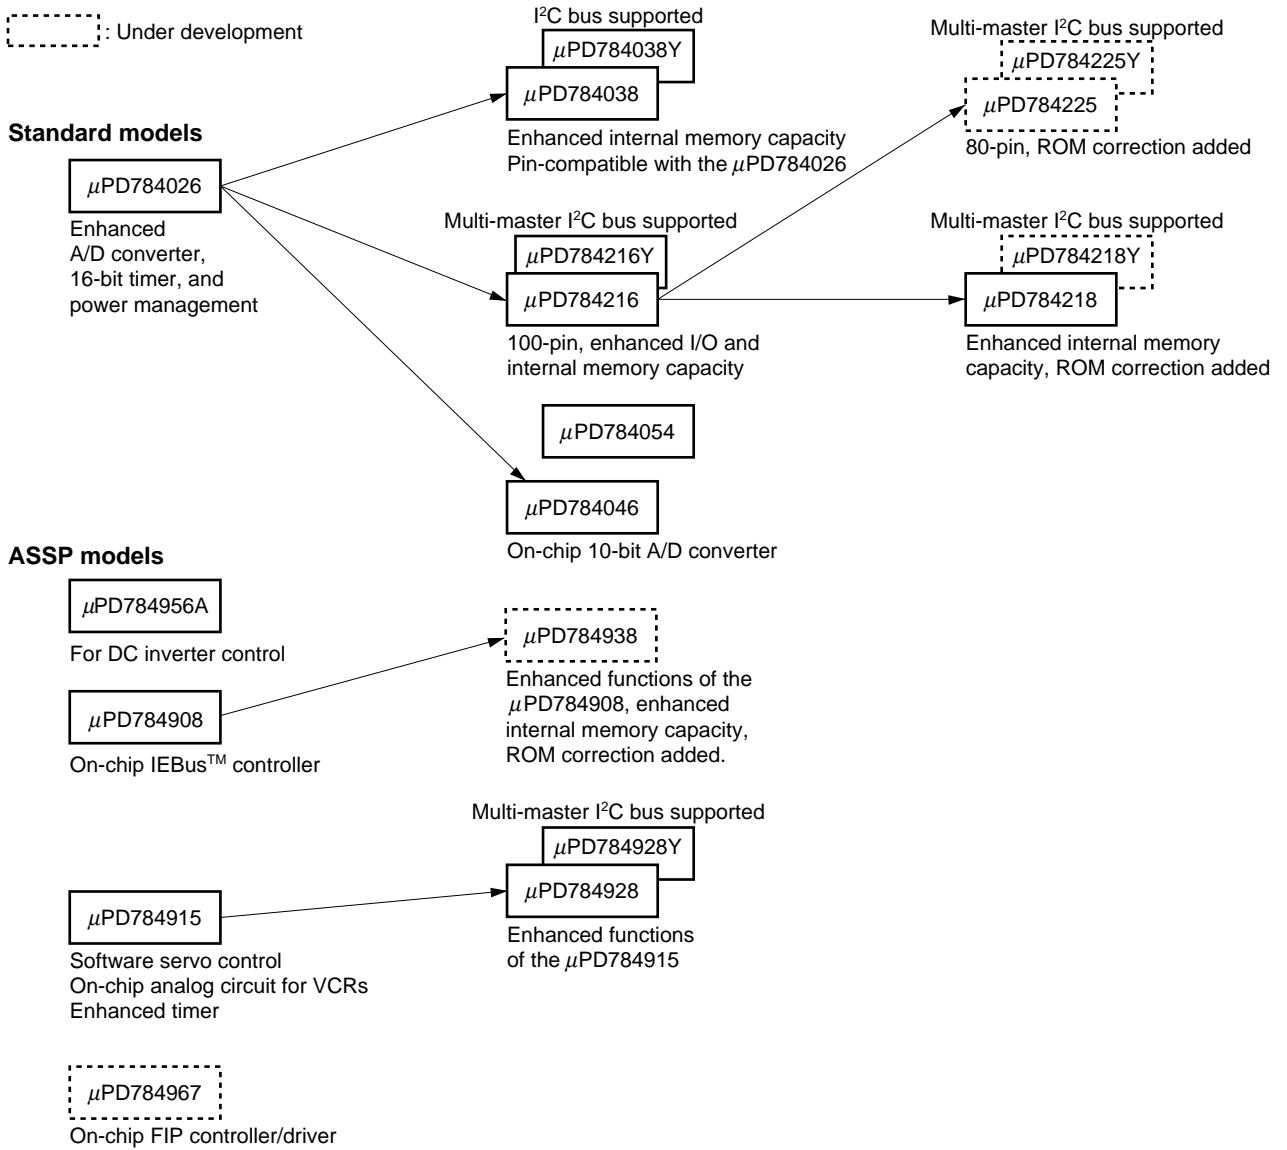 : Under development
I²C bus supported
μPD784038Y
μPD784038
Enhanced internal memory capacity
Pin-compatible with the μPD784026
Multi-master I²C bus supported
μPD784225Y
μPD784225
80-pin, ROM correction added
Standard models
μPD784026
Enhanced
A/D converter,
16-bit timer, and
power management
Multi-master I²C bus supported
μPD784216Y
μPD784216
100-pin, enhanced I/O and
internal memory capacity
Multi-master I²C bus supported
μPD784218Y
μPD784218
Enhanced internal memory
capacity, ROM correction added
μPD784054
μPD784046
On-chip 10-bit A/D converter
ASSP models
μPD784956A
For DC inverter control
μPD784908
On-chip IEBus™ controller
μPD784938
Enhanced functions of the
μPD784908, enhanced
internal memory capacity,
ROM correction added.
Multi-master I²C bus supported
μPD784928Y
μPD784928
Enhanced functions
of the μPD784915
μPD784915
Software servo control
On-chip analog circuit for VCRs
Enhanced timer
μPD784967
On-chip FIP controller/driver